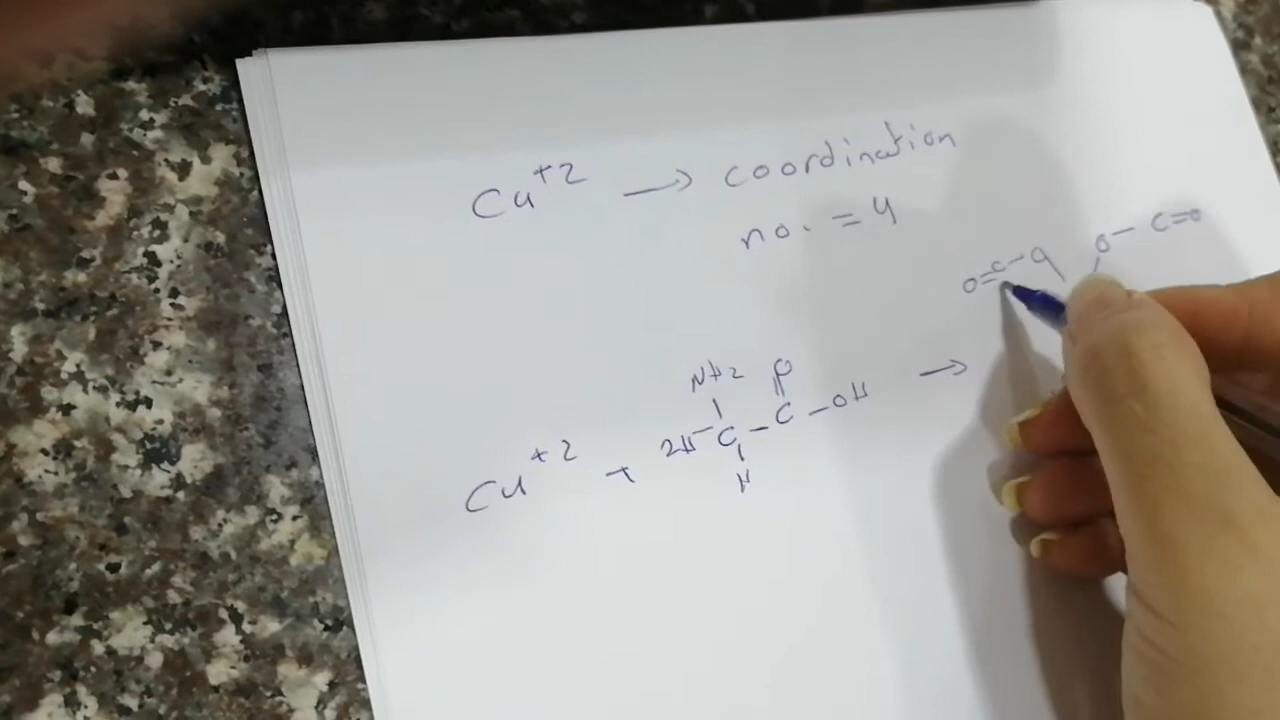 Cu+2 → coordination
no. = 4
O=C-O O-C=O
NH2 O
Cu+2 + 2H-C-C-OH →
H